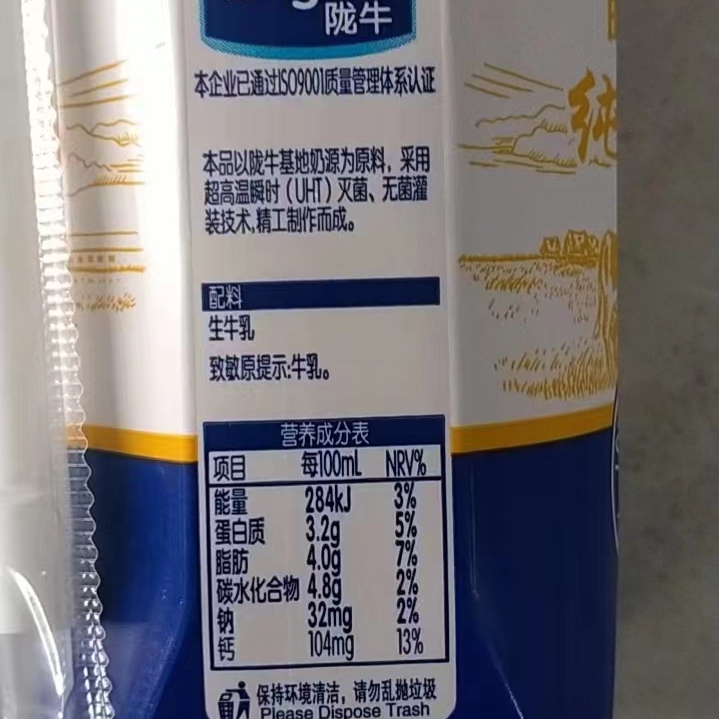 陇牛
本企业已通过ISO9001质量管理体系认证
纯
本品以陇牛基地奶源为原料，采用
超高温瞬时（UHT）灭菌、无菌灌
装技术,精工制作而成。
配料
生牛乳
致敏原提示:牛乳。
营养成分表
项目 每100mL NRV%
能量 284kJ 3%
蛋白质 3.2g 5%
脂肪 4.0g 7%
碳水化合物 4.8g 2%
钠 32mg 2%
钙 104mg 13%
保持环境清洁，请勿乱抛垃圾
Please Dispose Trash